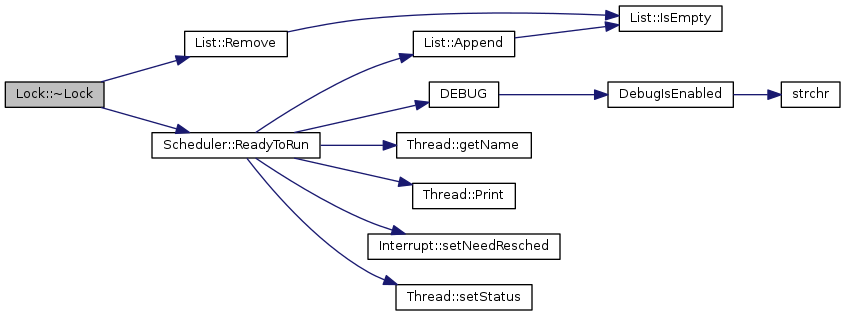 Lock::~Lock
List::Remove
Scheduler::ReadyToRun
List::Append
DEBUG
Thread::getName
Thread::Print
Interrupt::setNeedResched
Thread::setStatus
List::IsEmpty
DebugIsEnabled
strchr